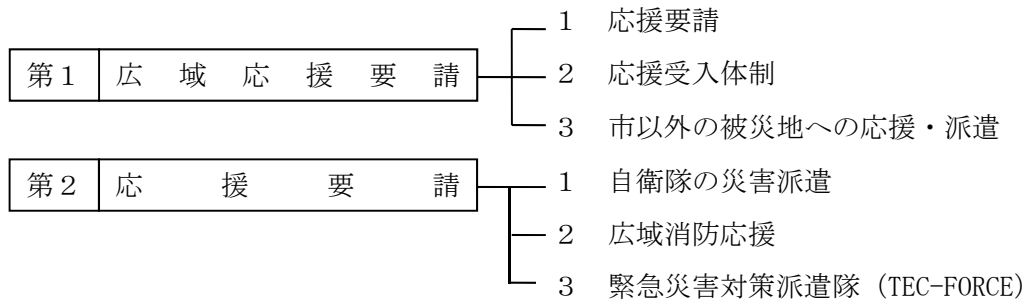 1 応援要請
第1 広域応援要請
2 応援受入体制
3 市以外の被災地への応援・派遣
第2 応援要請
1 自衛隊の災害派遣
2 広域消防応援
3 緊急災害対策派遣隊（TEC-FORCE）